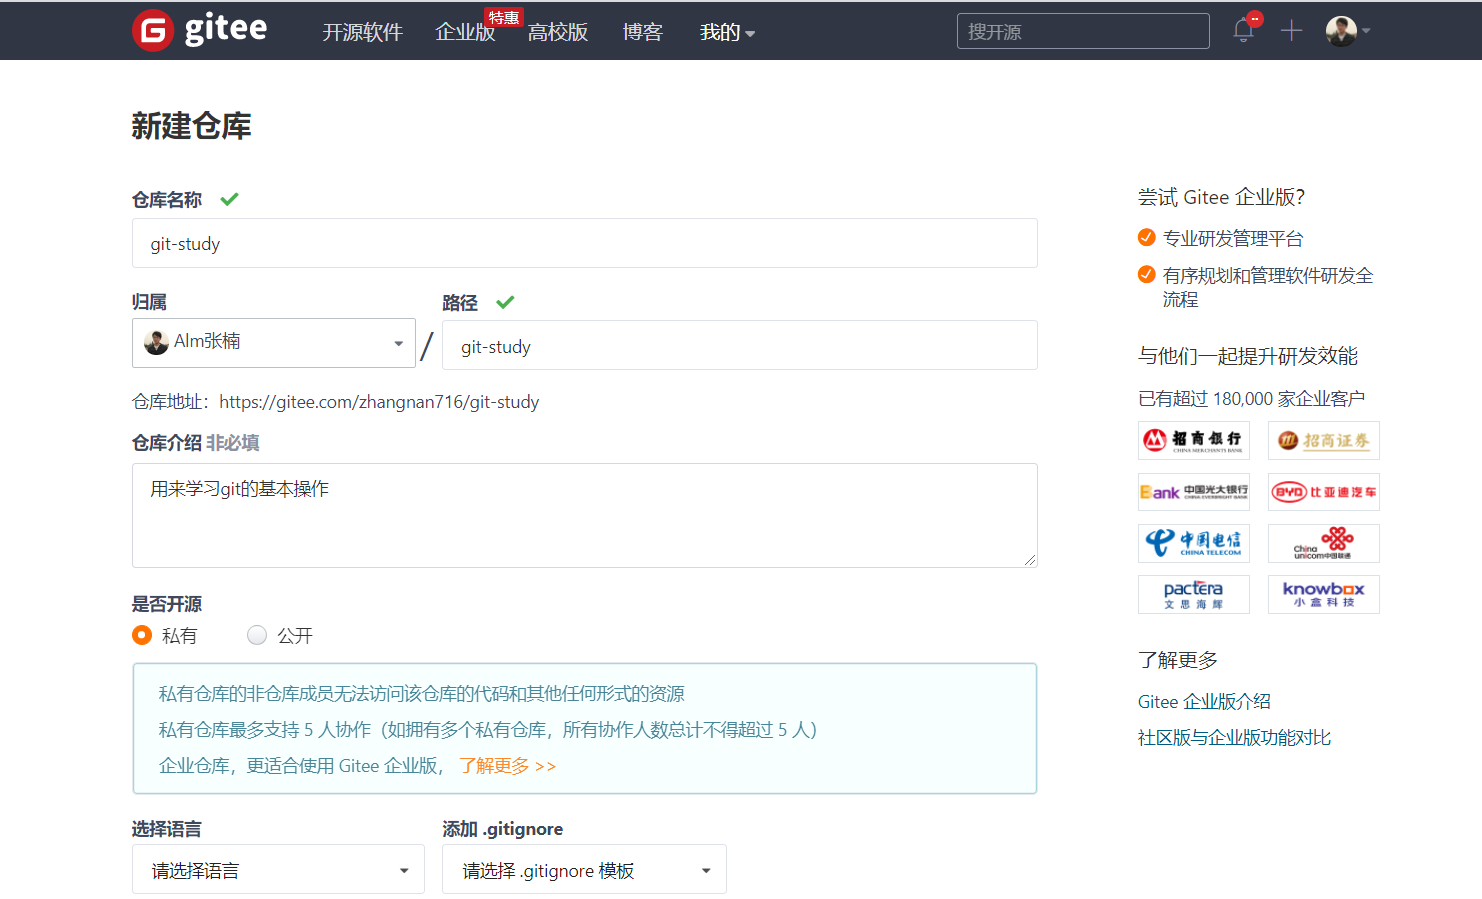 gitee
开源软件
企业版
特惠
高校版
博客
我的
搜开源
新建仓库
仓库名称
git-study
归属
路径
Alm张楠
/
git-study
仓库地址：https://gitee.com/zhangnan716/git-study
仓库介绍 非必填
用来学习git的基本操作
是否开源
私有
公开
私有仓库的非仓库成员无法访问该仓库的代码和其他任何形式的资源
私有仓库最多支持 5 人协作（如拥有多个私有仓库，所有协作人数总计不得超过 5 人）
企业仓库，更适合使用 Gitee 企业版， 了解更多 >>
选择语言
添加 .gitignore
请选择语言
请选择 .gitignore 模板
尝试 Gitee 企业版？
专业研发管理平台
有序规划和管理软件研发全
流程
与他们一起提升研发效能
已有超过 180,000 家企业客户
招商银行
CHINA MERCHANTS BANK
招商证券
Bank 中国光大银行
CHINA EVERBRIGHT BANK
BYD 比亚迪汽车
中国电信
CHINA TELECOM
China
unicom中国联通
pactera
文思海辉
knowbox
小盒科技
了解更多
Gitee 企业版介绍
社区版与企业版功能对比